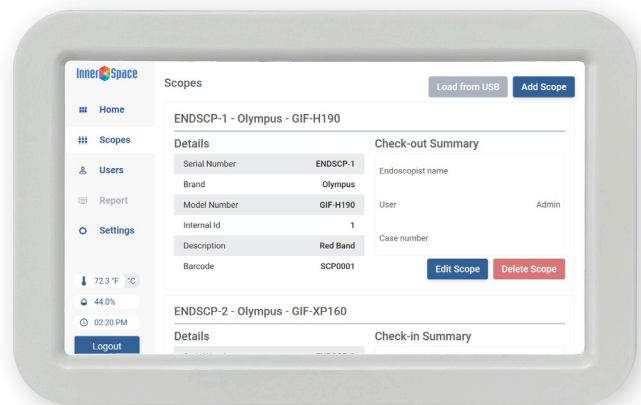 InnerSpace
Home
Scopes
Users
Report
Settings
72.3 °F °C
44.0%
02:20 PM
Logout
Scopes
Load from USB
Add Scope
ENDSCP-1 - Olympus - GIF-H190
Details
Serial Number ENDSCP-1
Brand Olympus
Model Number GIF-H190
Internal Id 1
Description Red Band
Barcode SCP0001
Check-out Summary
Endoscopist name
User Admin
Case number
Edit Scope
Delete Scope
ENDSCP-2 - Olympus - GIF-XP160
Details
Check-in Summary